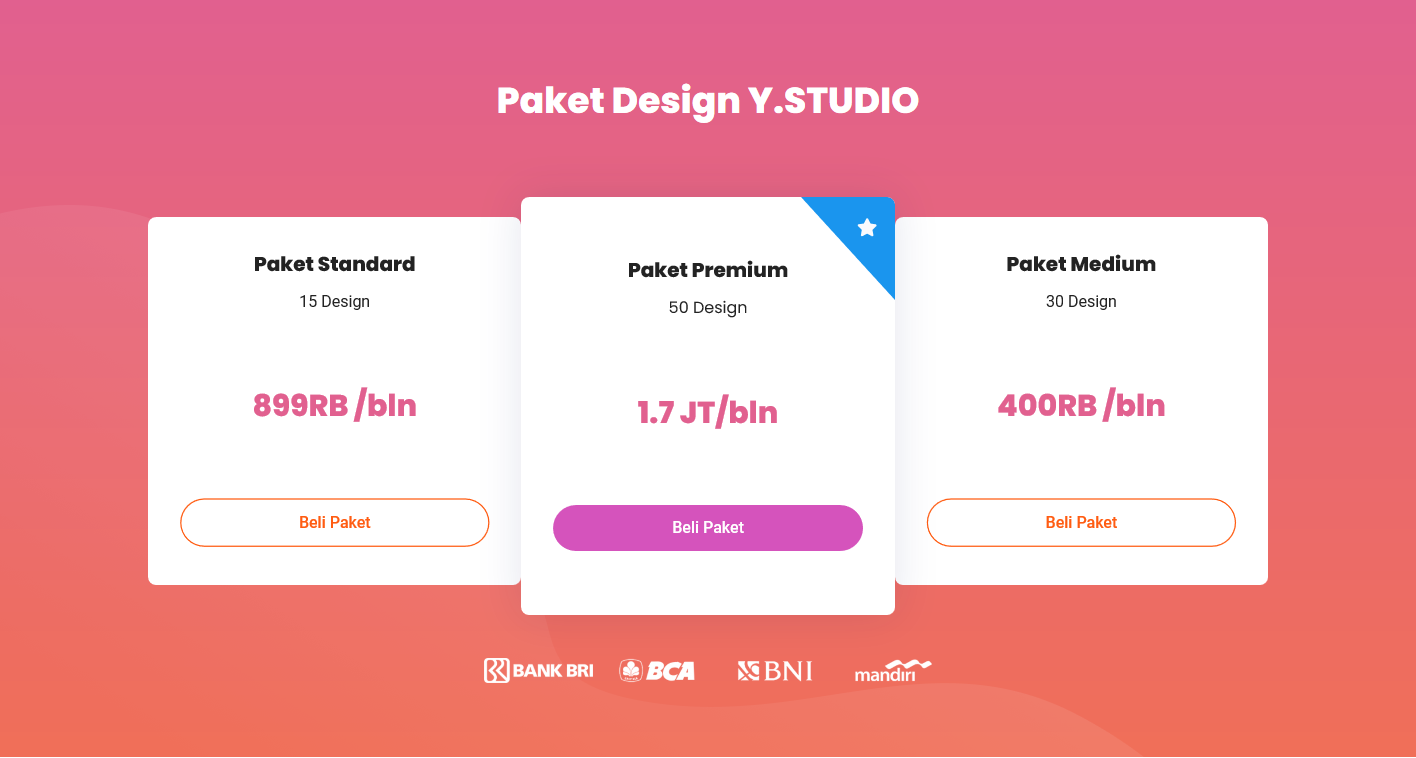 Paket Design Y.STUDIO
Paket Standard
15 Design
899RB /bln
Beli Paket
Paket Premium
50 Design
1.7 JT/bln
Beli Paket
Paket Medium
30 Design
400RB /bln
Beli Paket
BANK BRI
BCA
BNI
mandiri